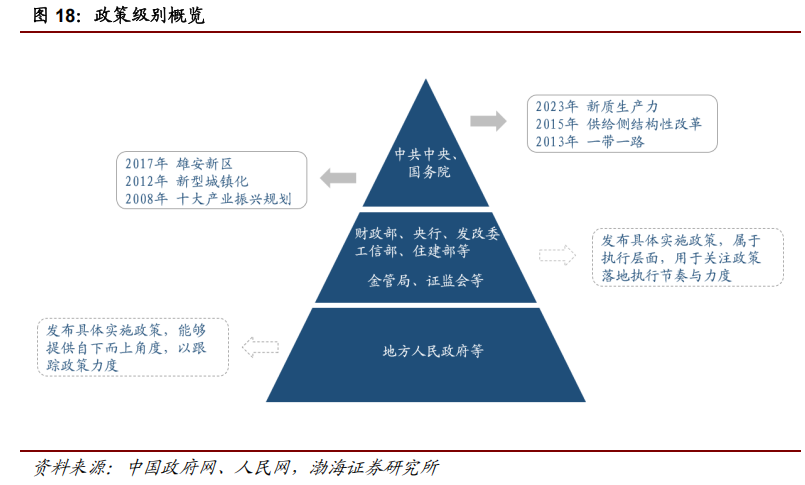 图 18：政策级别概览
中共中央、
国务院
2023年 新质生产力
2015年 供给侧结构性改革
2013年 一带一路
2017年 雄安新区
2012年 新型城镇化
2008年 十大产业振兴规划
财政部、央行、发改委
工信部、住建部等
金管局、证监会等
发布具体实施政策，属于
执行层面，用于关注政策
落地执行节奏与力度
发布具体实施政策，能够
提供自下而上角度，以跟
踪政策力度
地方人民政府等
资料来源：中国政府网、人民网，渤海证券研究所